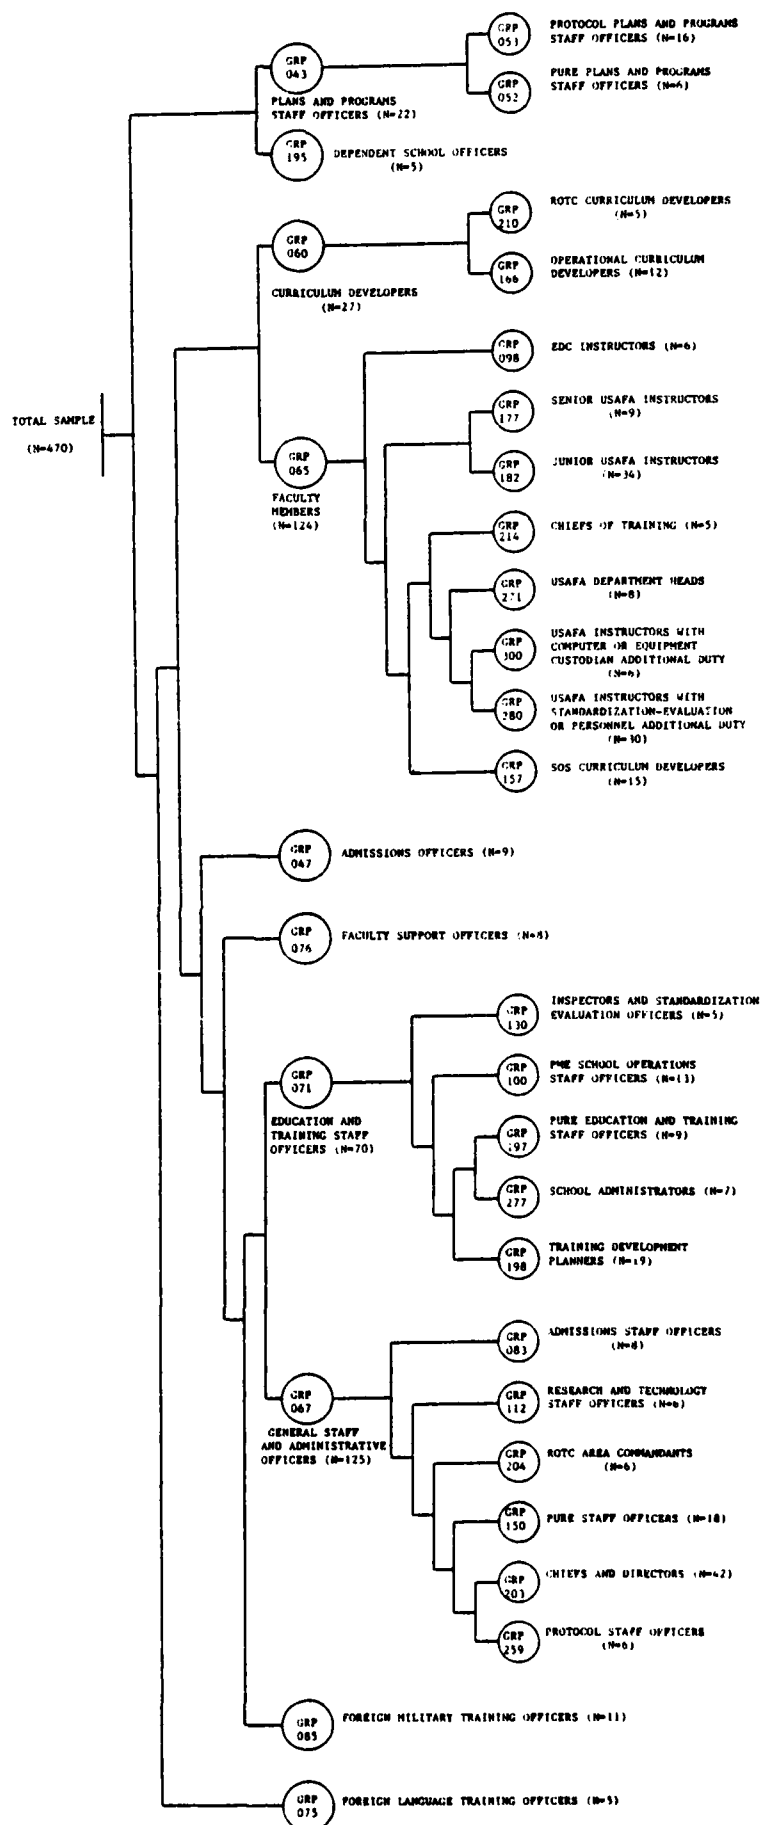 GRP
053
PROTOCOL PLANS AND PROGRAMS
STAFF OFFICERS (N=16)
GRP
043
PLANS AND PROGRAMS
STAFF OFFICERS (N=22)
GRP
052
PURE PLANS AND PROGRAMS
STAFF OFFICERS (N=6)
GRP
195
DEPENDENT SCHOOL OFFICERS
(N=5)
GRP
210
ROTC CURRICULUM DEVELOPERS
(N=5)
GRP
060
CURRICULUM DEVELOPERS
(N=27)
GRP
166
OPERATIONAL CURRICULUM
DEVELOPERS (N=12)
GRP
098
EDC INSTRUCTORS (N=6)
TOTAL SAMPLE
(N=470)
GRP
177
SENIOR USAFA INSTRUCTORS
(N=9)
GRP
065
FACULTY
MEMBERS
(N=124)
GRP
182
JUNIOR USAFA INSTRUCTORS
(N=34)
GRP
214
CHIEFS OF TRAINING (N=5)
GRP
271
USAFA DEPARTMENT HEADS
(N=8)
GRP
300
USAFA INSTRUCTORS WITH
COMPUTER OR EQUIPMENT
CUSTODIAN ADDITIONAL DUTY
(N=6)
GRP
280
USAFA INSTRUCTORS WITH
STANDARDIZATION-EVALUATION
OR PERSONNEL ADDITIONAL DUTY
(N=30)
GRP
157
SOS CURRICULUM DEVELOPERS
(N=15)
GRP
047
ADMISSIONS OFFICERS (N=9)
GRP
076
FACULTY SUPPORT OFFICERS (N=8)
GRP
130
INSPECTORS AND STANDARDIZATION
EVALUATION OFFICERS (N=5)
GRP
071
EDUCATION AND
TRAINING STAFF
OFFICERS (N=70)
GRP
100
PME SCHOOL OPERATIONS
STAFF OFFICERS (N=13)
GRP
197
PURE EDUCATION AND TRAINING
STAFF OFFICERS (N=9)
GRP
277
SCHOOL ADMINISTRATORS (N=7)
GRP
198
TRAINING DEVELOPMENT
PLANNERS (N=19)
GRP
083
ADMISSIONS STAFF OFFICERS
(N=8)
GRP
067
GENERAL STAFF
AND ADMINISTRATIVE
OFFICERS (N=125)
GRP
112
RESEARCH AND TECHNOLOGY
STAFF OFFICERS (N=6)
GRP
204
ROTC AREA COMMANDANTS
(N=6)
GRP
150
PURE STAFF OFFICERS (N=18)
GRP
203
CHIEFS AND DIRECTORS (N=42)
GRP
259
PROTOCOL STAFF OFFICERS
(N=6)
GRP
085
FOREIGN MILITARY TRAINING OFFICERS (N=11)
GRP
075
FOREIGN LANGUAGE TRAINING OFFICERS (N=5)